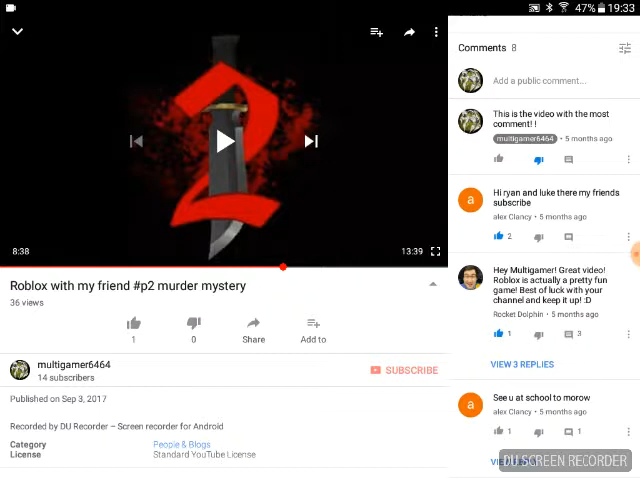 47% 19:33
2
8:38
13:39
Roblox with my friend #p2 murder mystery
36 views
1
0
Share
Add to
multigamer6464
14 subscribers
SUBSCRIBE
Published on Sep 3, 2017
Recorded by DU Recorder – Screen recorder for Android
Category People & Blogs
License Standard YouTube License
Comments 8
Add a public comment...
This is the video with the most
comment! !
multigamer6464 • 5 months ago
a
Hi ryan and luke there my friends
subscribe
alex Clancy • 5 months ago
2
Hey Multigamer! Great video!
Roblox is actually a pretty fun
game! Best of luck with your
channel and keep it up! :D
Rocket Dolphin • 5 months ago
1
3
VIEW 3 REPLIES
a
See u at school to morow
alex Clancy • 5 months ago
1
1
DU SCREEN RECORDER